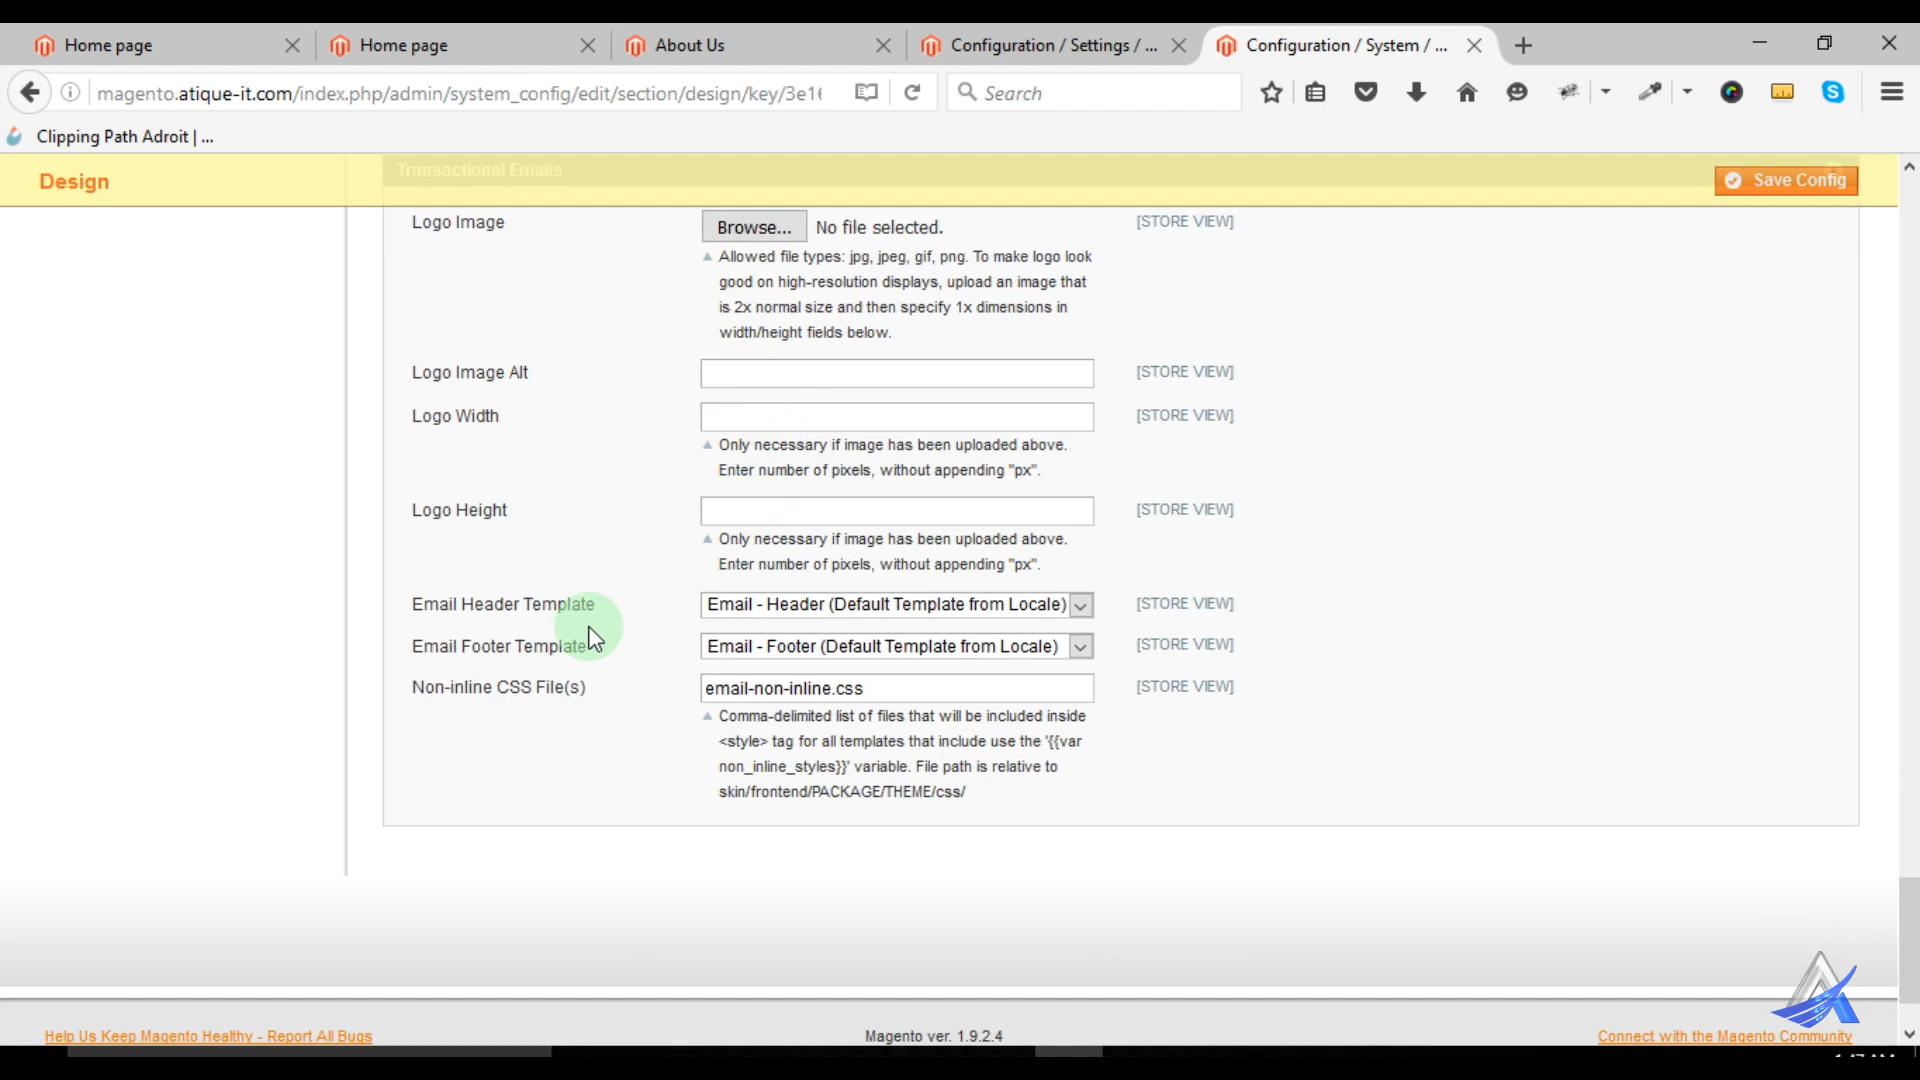 Home page
Home page
About Us
Configuration / Settings / ...
Configuration / System / ...
magento.atique-it.com/index.php/admin/system_config/edit/section/design/key/3e1
Search
Clipping Path Adroit | ...
Transactional Emails
Design
Save Config
Logo Image
Browse... No file selected.
[STORE VIEW]
Allowed file types: jpg, jpeg, gif, png. To make logo look
good on high-resolution displays, upload an image that
is 2x normal size and then specify 1x dimensions in
width/height fields below.
Logo Image Alt
[STORE VIEW]
Logo Width
[STORE VIEW]
Only necessary if image has been uploaded above.
Enter number of pixels, without appending "px".
Logo Height
[STORE VIEW]
Only necessary if image has been uploaded above.
Enter number of pixels, without appending "px".
Email Header Template
Email - Header (Default Template from Locale)
[STORE VIEW]
Email Footer Template
Email - Footer (Default Template from Locale)
[STORE VIEW]
Non-inline CSS File(s)
email-non-inline.css
[STORE VIEW]
Comma-delimited list of files that will be included inside
<style> tag for all templates that include use the '{{var
non_inline_styles}}' variable. File path is relative to
skin/frontend/PACKAGE/THEME/css/
Help Us Keep Magento Healthy - Report All Bugs
Magento ver. 1.9.2.4
Connect with the Magento Community